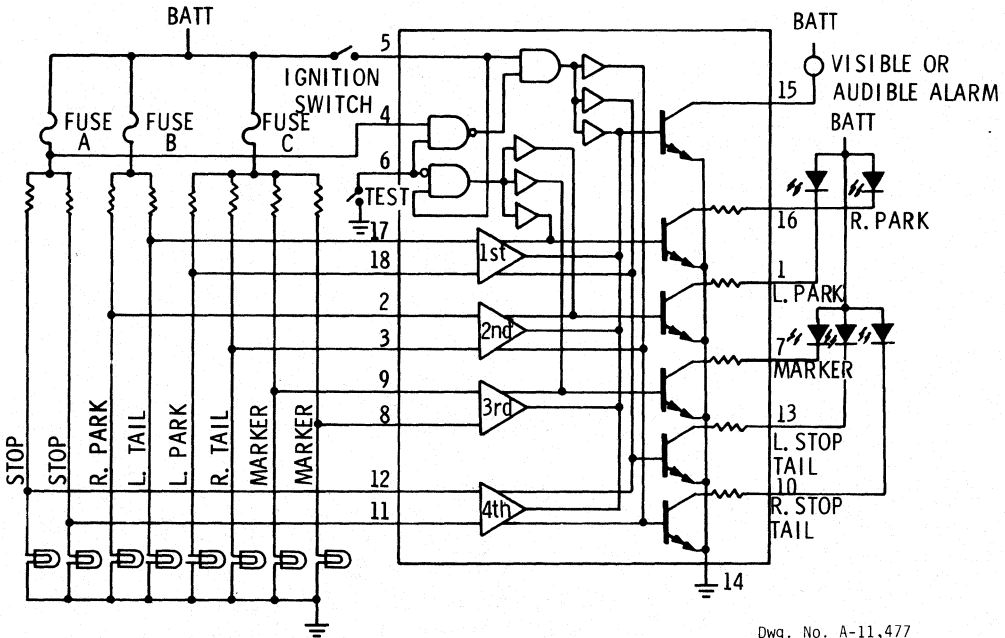 BATT
BATT
5
IGNITION
SWITCH
VISIBLE OR
AUDIBLE ALARM
15
FUSE
A
FUSE
B
FUSE
C
4
BATT
6
TEST
17
18
1st
16
R. PARK
2
3
2nd
1
L. PARK
7
MARKER
9
8
3rd
13
L. STOP
TAIL
STOP
STOP
R. PARK
L. TAIL
L. PARK
R. TAIL
MARKER
MARKER
12
11
4th
10
R. STOP
TAIL
14
Dwg. No. A-11,477